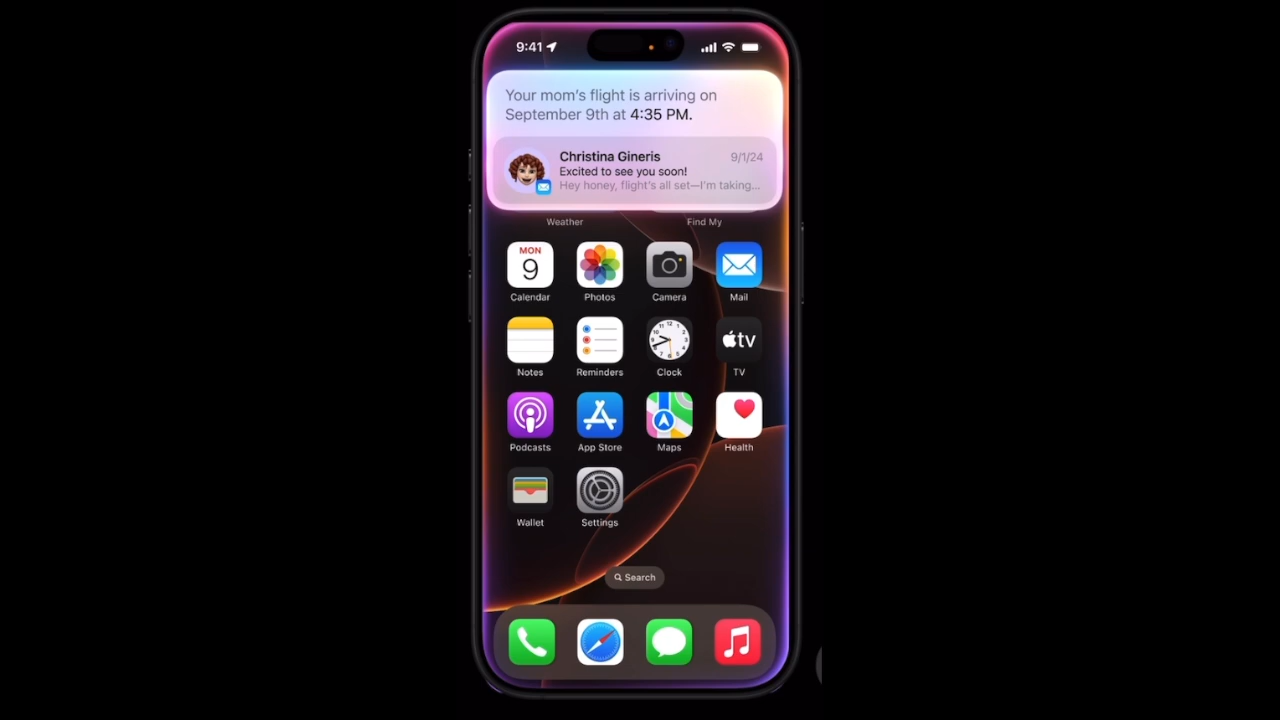 9:41
Your mom's flight is arriving on
September 9th at 4:35 PM.
Christina Gineris 9/1/24
Excited to see you soon!
Hey honey, flight's all set—I'm taking...
Weather Find My
MON
9
Calendar Photos Camera Mail
tv
Notes Reminders Clock TV
Podcasts App Store Maps Health
Wallet Settings
Search